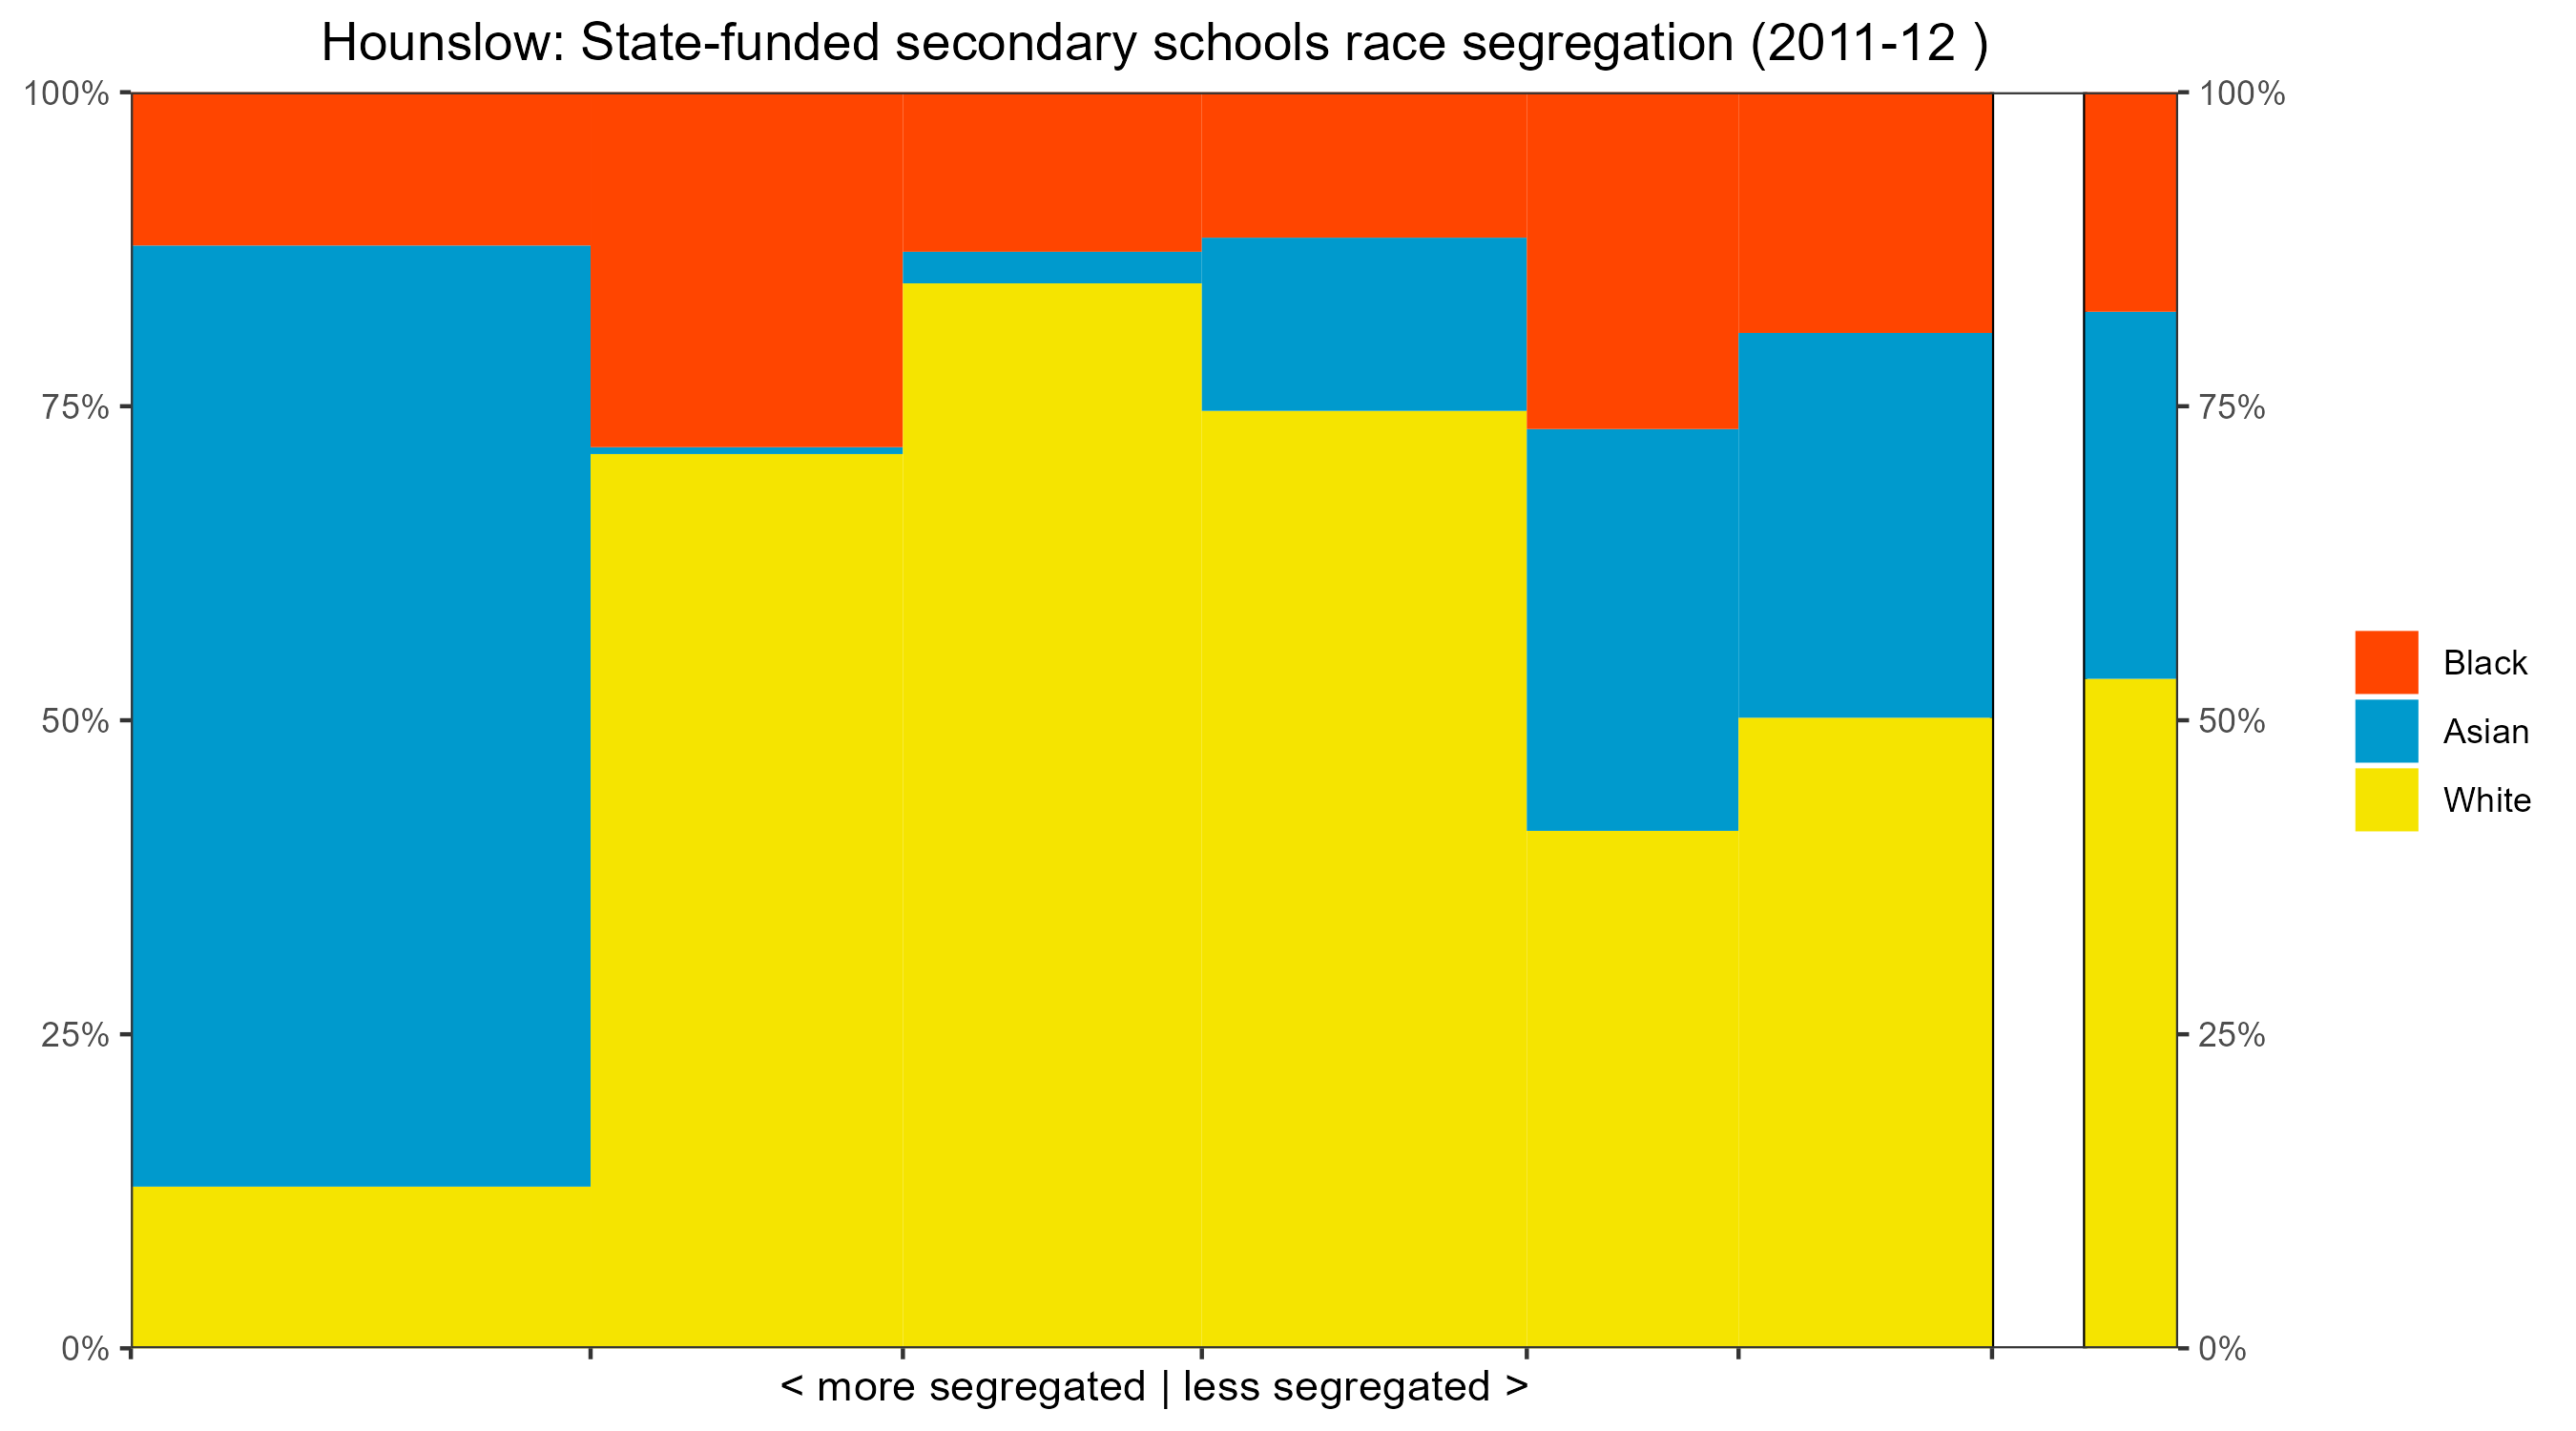 Hounslow: State-funded secondary schools race segregation (2011-12 )
100%
75%
50%
25%
0%
100%
75%
50%
25%
0%
Black
Asian
White
< more segregated | less segregated >